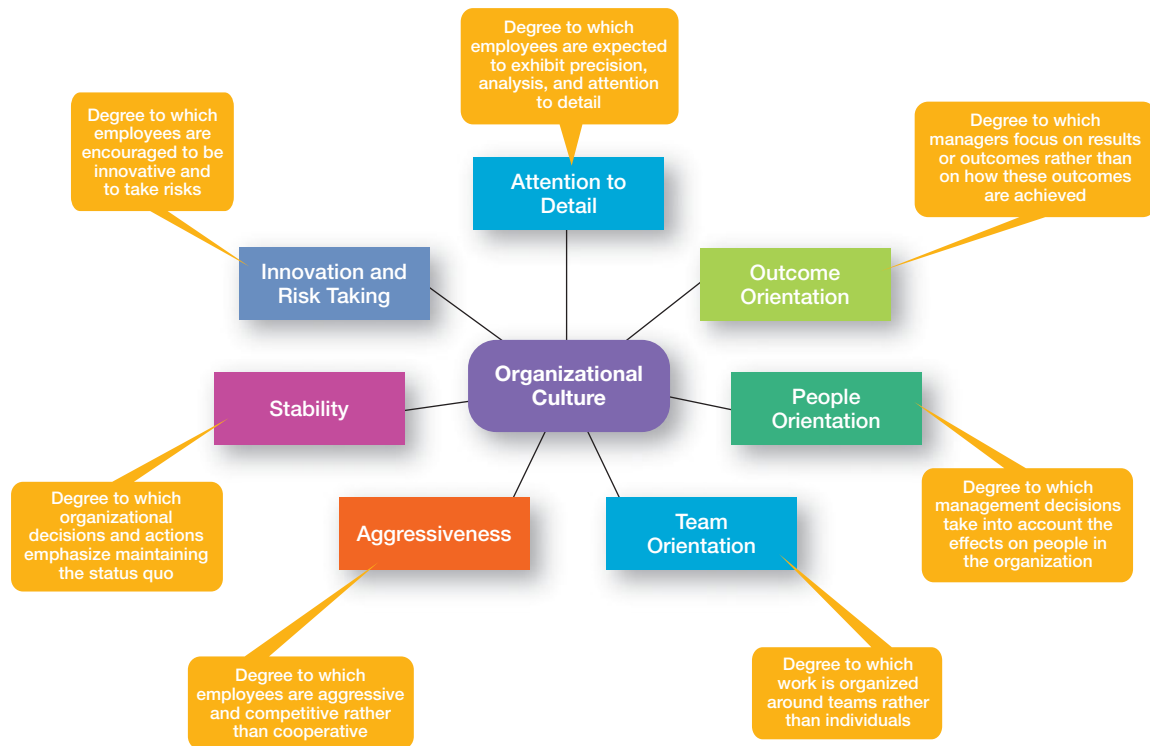 Degree to which
employees are expected
to exhibit precision,
analysis, and attention
to detail
Attention to
Detail
Degree to which
managers focus on results
or outcomes rather than
on how these outcomes
are achieved
Outcome
Orientation
People
Orientation
Degree to which
management decisions
take into account the
effects on people in
the organization
Team
Orientation
Degree to which
work is organized
around teams rather
than individuals
Aggressiveness
Degree to which
employees are aggressive
and competitive rather
than cooperative
Stability
Degree to which
organizational
decisions and actions
emphasize maintaining
the status quo
Innovation and
Risk Taking
Degree to which
employees are
encouraged to be
innovative and
to take risks
Organizational
Culture